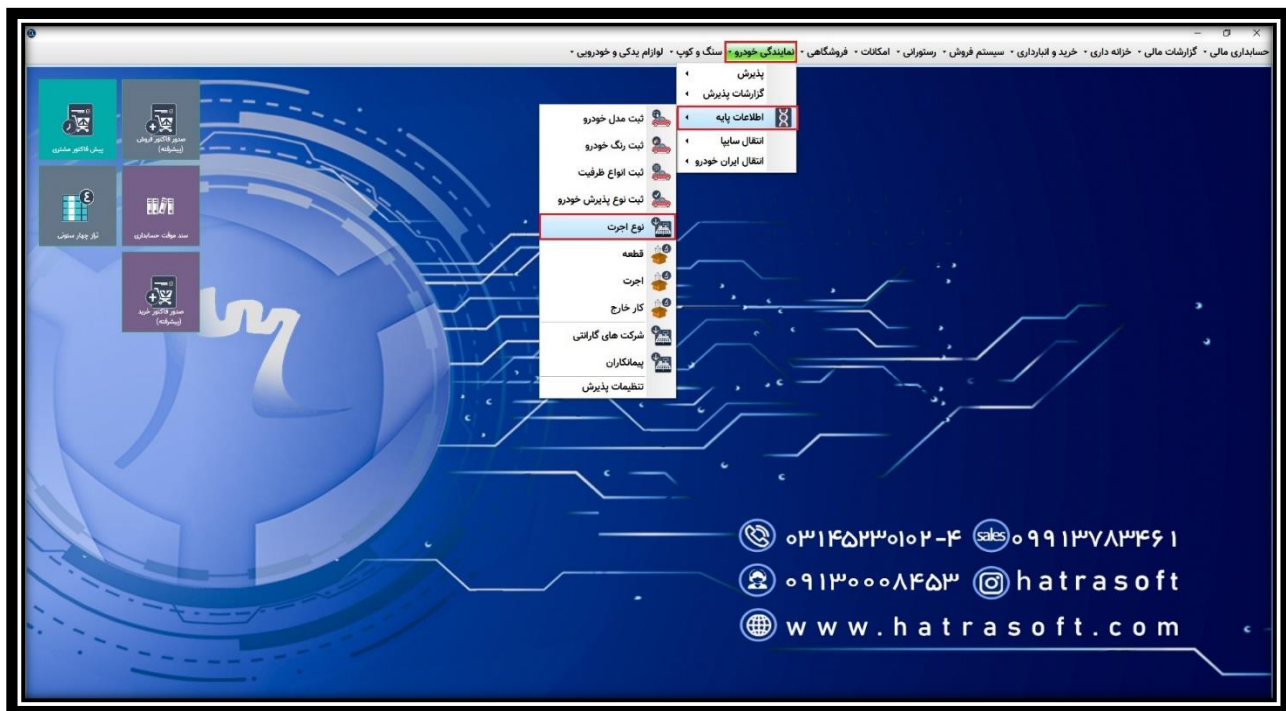 حسابداری مالی - گزارشات مالی - خزانه داری - خرید و انبارداری - سیستم فروش - رستورانی - امکانات - فروشگاهی - نمایندگی خودرو - سنگ و کوپ - لوازم یدکی و خودرویی -
پذیرش
گزارشات پذیرش
اطلاعات پایه
انتقال سایپا
انتقال ایران خودرو
ثبت مدل خودرو
ثبت رنگ خودرو
ثبت انواع ظرفیت
ثبت نوع پذیرش خودرو
نوع اجرت
قطعه
اجرت
کار خارج
شرکت های گارانتی
پیمانکاران
تنظیمات پذیرش
صدور فاکتور فروش
(پیشرفته)
پیش فاکتور مشتری
سند موقت حسابداری
٤
تراز چهار ستونی
صدور فاکتور خرید
(پیشرفته)
۰۳۱۴۵۲۳۰۱۰۲-۴
sales ۰۹۹۱۳۷۸۳۴۶۱
۰۹۱۳۰۰۰۸۴۵۳
hatrasoft
www.hatrasoft.com